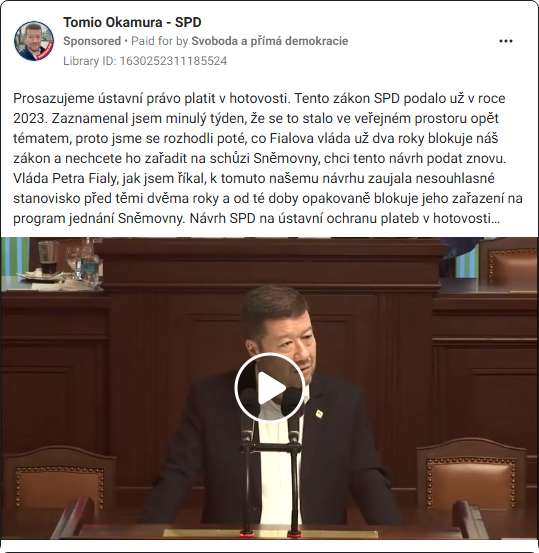 Tomio Okamura - SPD
Sponsored • Paid for by Svoboda a přímá demokracie
Library ID: 1630252311185524
Prosazujeme ústavní právo platit v hotovosti. Tento zákon SPD podalo už v roce
2023. Zaznamenal jsem minulý týden, že se to stalo ve veřejném prostoru opět
tématem, proto jsme se rozhodli poté, co Fialova vláda už dva roky blokuje náš
zákon a nechcete ho zařadit na schůzi Sněmovny, chci tento návrh podat znovu.
Vláda Petra Fialy, jak jsem říkal, k tomuto našemu návrhu zaujala nesouhlasné
stanovisko před těmi dvěma roky a od té doby opakovaně blokuje jeho zařazení na
program jednání Sněmovny. Návrh SPD na ústavní ochranu plateb v hotovosti…